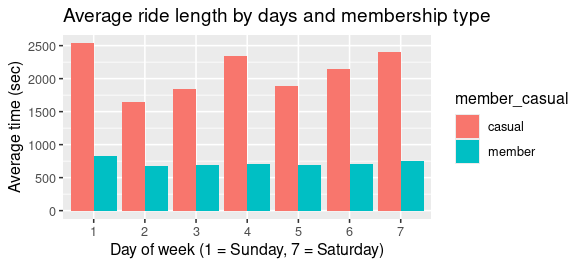 Average ride length by days and membership type
Average time (sec)
2500
2000
1500
1000
500
0
1 2 3 4 5 6 7
Day of week (1 = Sunday, 7 = Saturday)
member_casual
casual
member